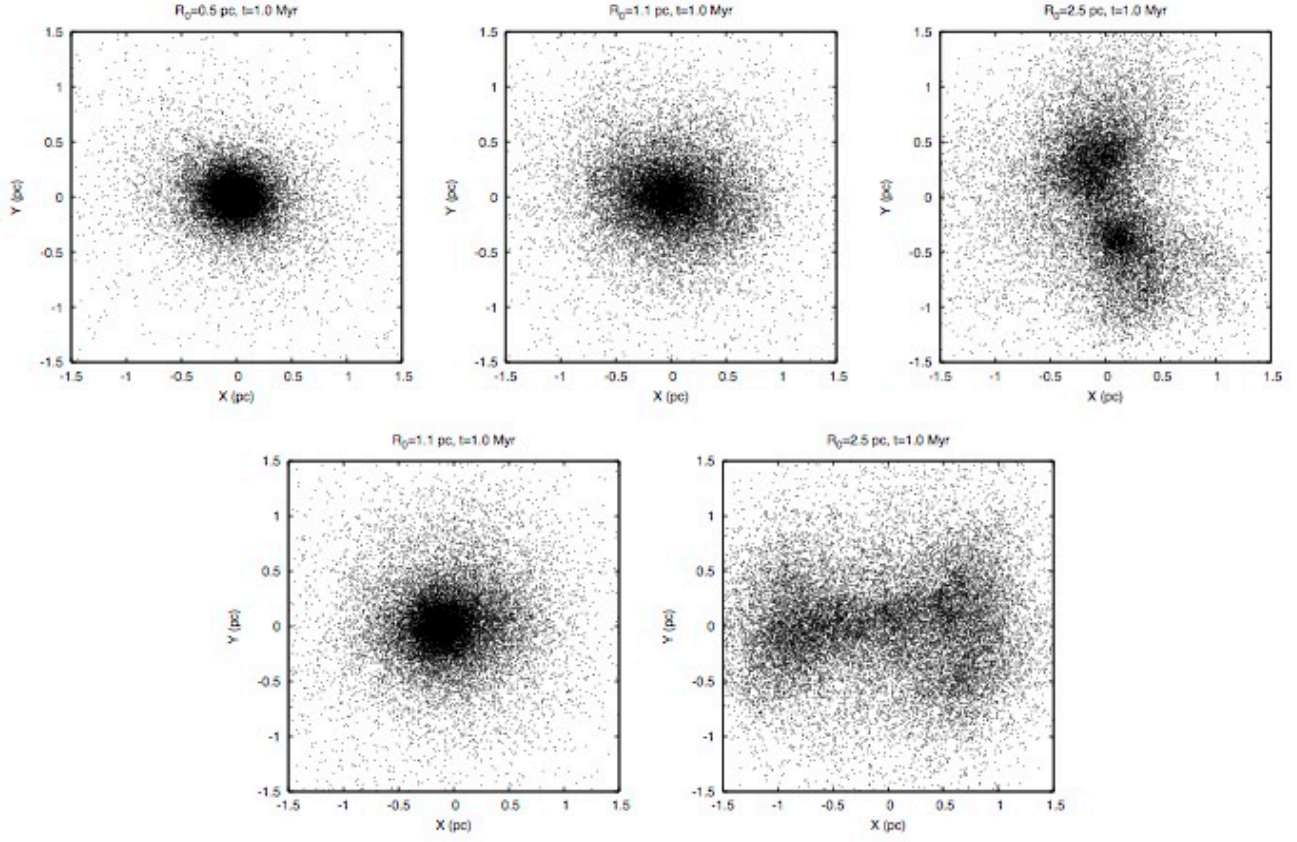 R0=0.5 pc, t=1.0 Myr
R0=1.1 pc, t=1.0 Myr
R0=2.5 pc, t=1.0 Myr
1.5 1.5 1.5
1 1 1
0.5 0.5 0.5
Y (pc) 0 Y (pc) 0 Y (pc) 0
-0.5 -0.5 -0.5
-1 -1 -1
-1.5 -1.5 -1.5
-1.5 -1 -0.5 0 0.5 1 1.5 -1.5 -1 -0.5 0 0.5 1 1.5 -1.5 -1 -0.5 0 0.5 1 1.5
X (pc) X (pc) X (pc)
R0=1.1 pc, t=1.0 Myr
R0=2.5 pc, t=1.0 Myr
1.5 1.5
1 1
0.5 0.5
Y (pc) 0 Y (pc) 0
-0.5 -0.5
-1 -1
-1.5 -1.5
-1.5 -1 -0.5 0 0.5 1 1.5 -1.5 -1 -0.5 0 0.5 1 1.5
X (pc) X (pc)